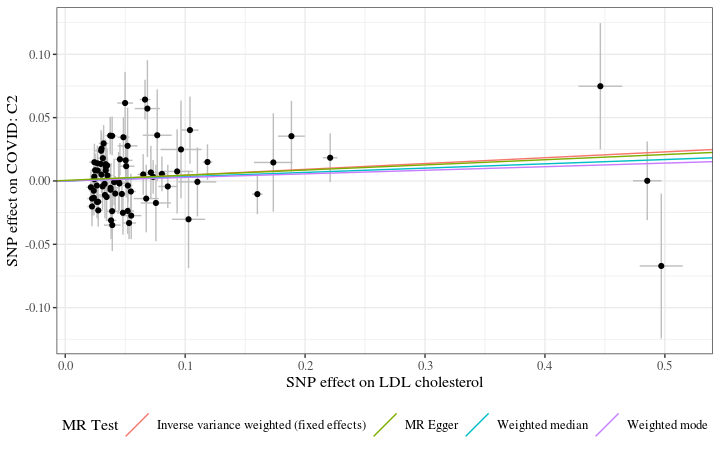 SNP effect on COVID: C2
0.10
0.05
0.00
-0.05
-0.10
0.0 0.1 0.2 0.3 0.4 0.5
SNP effect on LDL cholesterol
MR Test Inverse variance weighted (fixed effects) MR Egger Weighted median Weighted mode